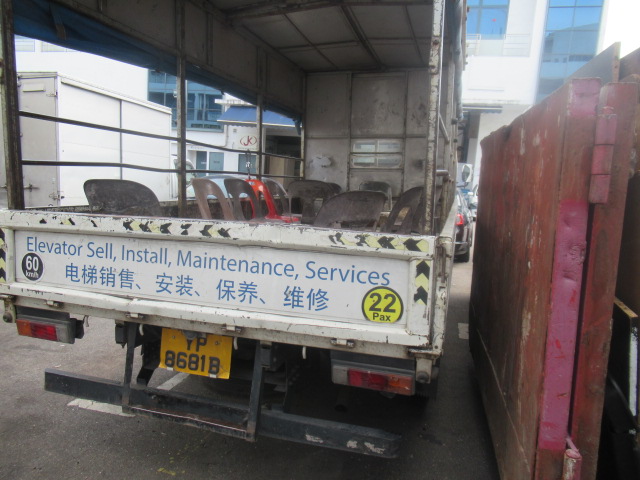 Elevator Sell, Install, Maintenance, Services
电梯销售、安装、保养、维修
60
km/h
22
Pax
YP
8681B